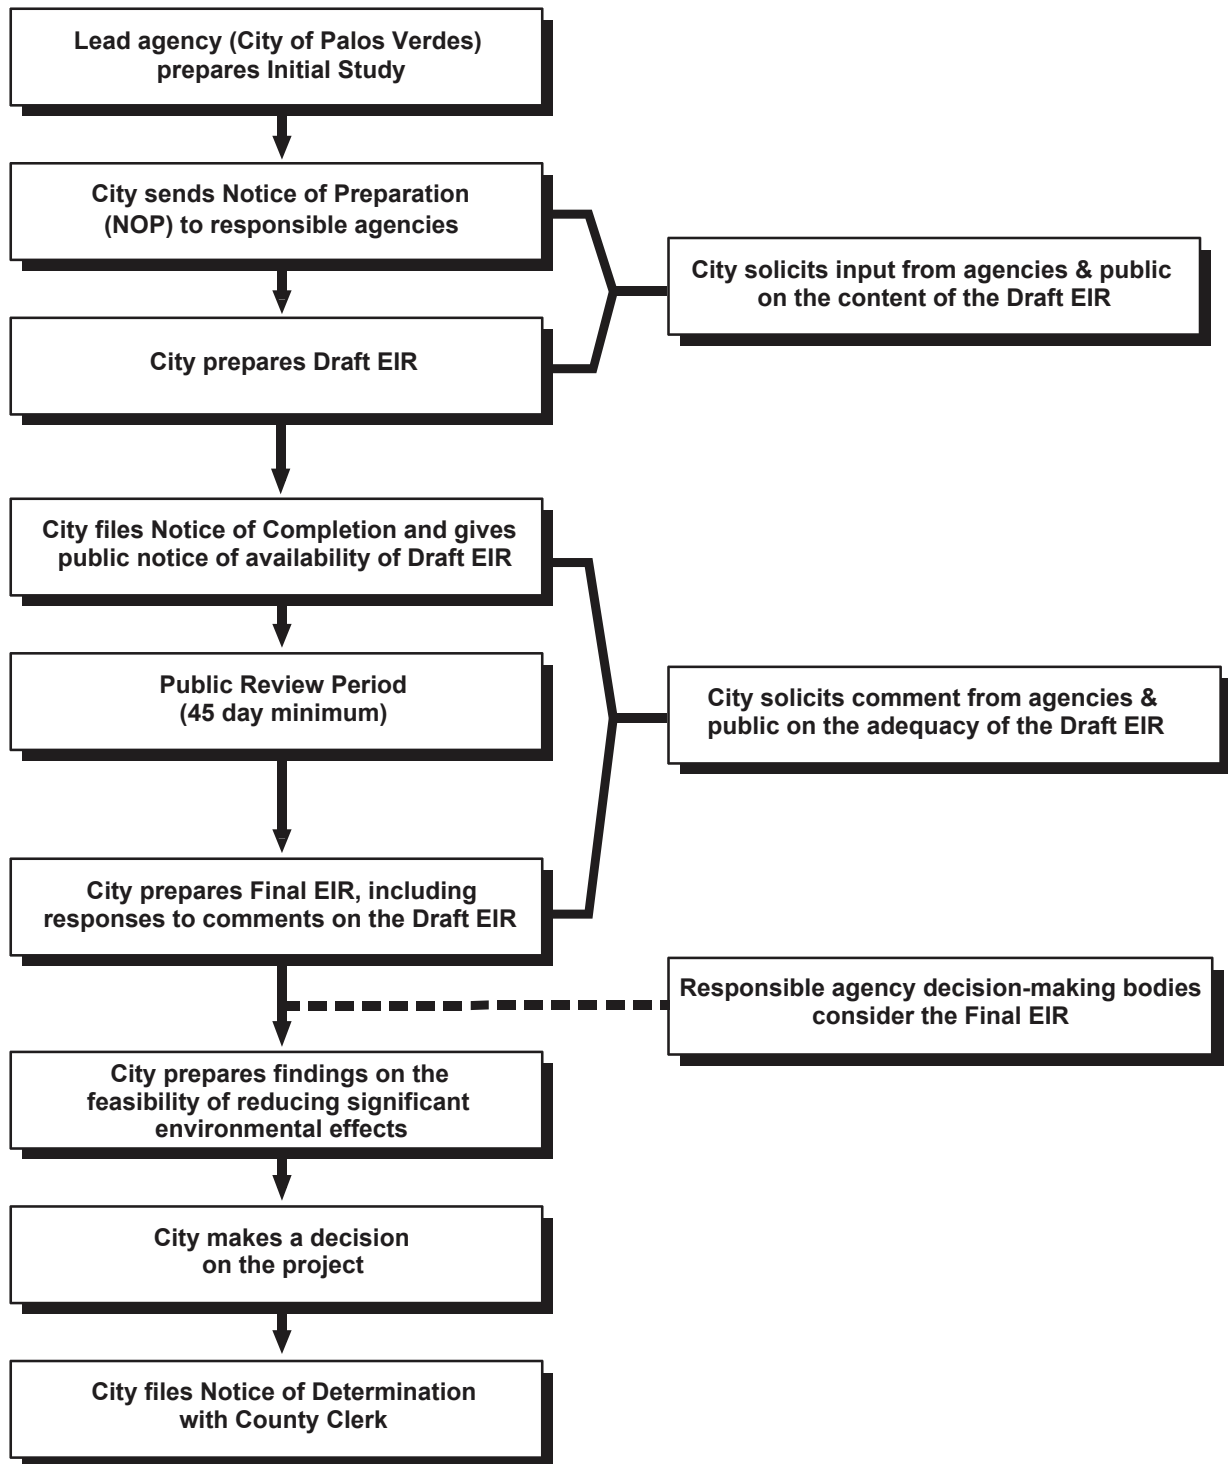 Lead agency (City of Palos Verdes)
prepares Initial Study
City sends Notice of Preparation
(NOP) to responsible agencies
City solicits input from agencies & public
on the content of the Draft EIR
City prepares Draft EIR
City files Notice of Completion and gives
public notice of availability of Draft EIR
Public Review Period
(45 day minimum)
City solicits comment from agencies &
public on the adequacy of the Draft EIR
City prepares Final EIR, including
responses to comments on the Draft EIR
Responsible agency decision-making bodies
consider the Final EIR
City prepares findings on the
feasibility of reducing significant
environmental effects
City makes a decision
on the project
City files Notice of Determination
with County Clerk